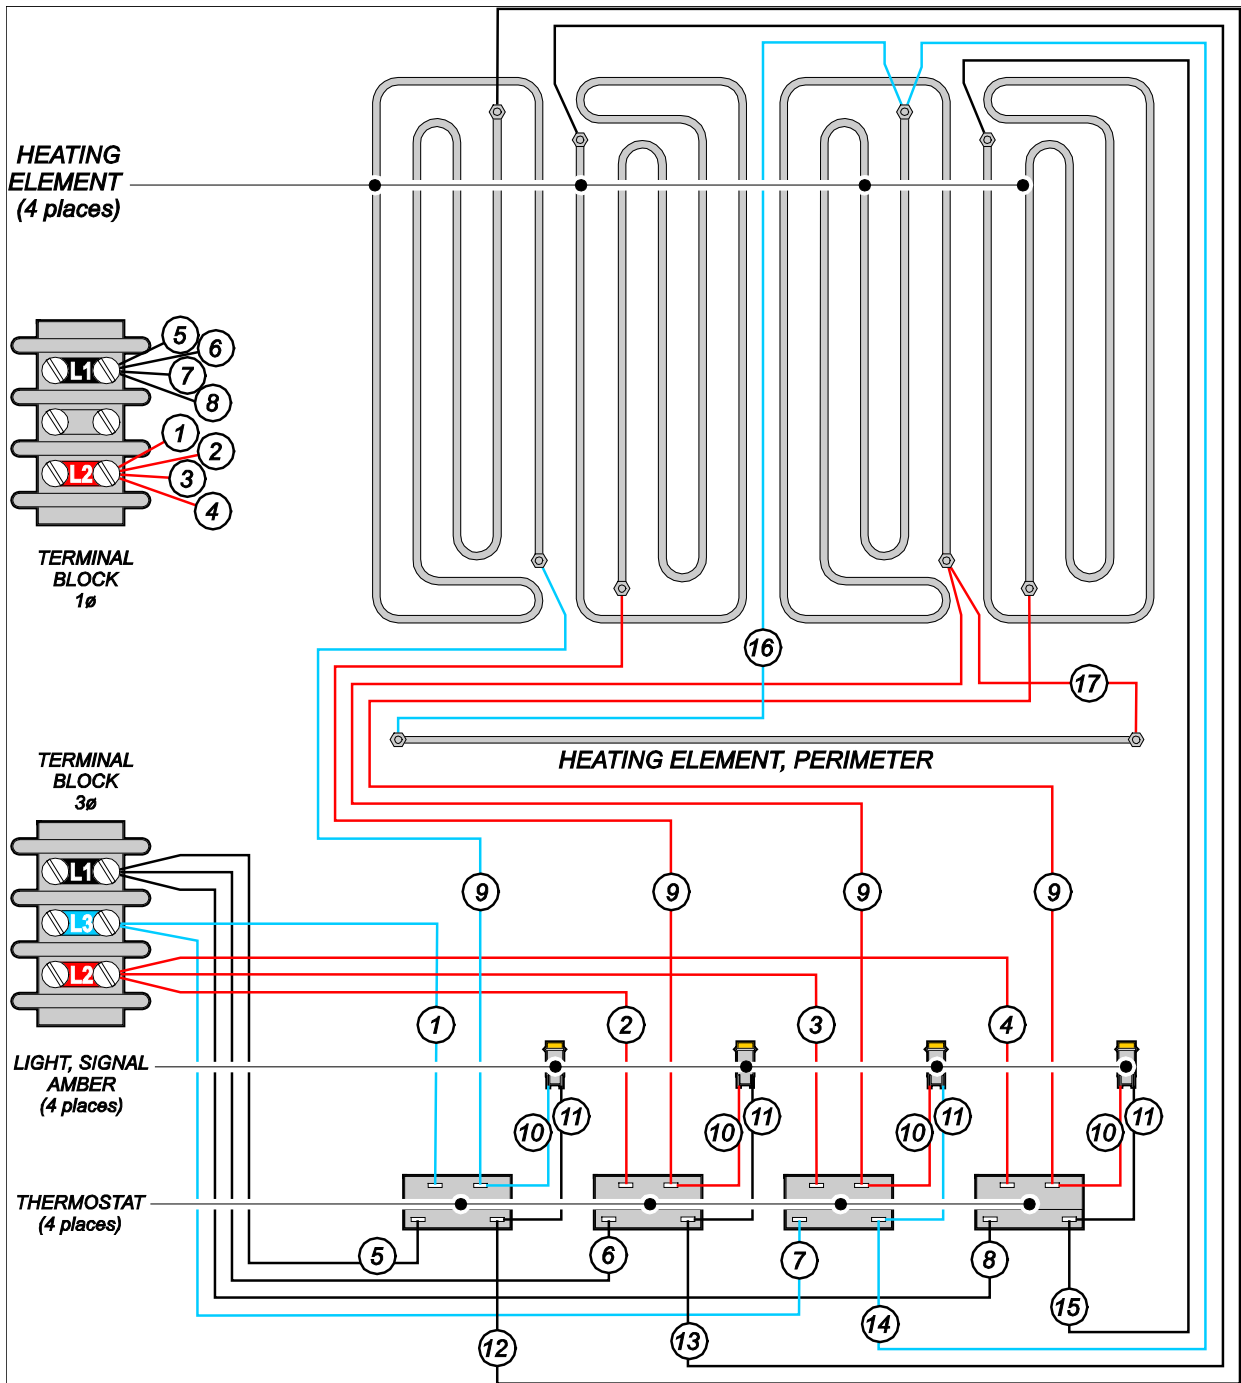 HEATING
ELEMENT
(4 places)
5
L1
6
7
8
1
2
L2
3
4
TERMINAL
BLOCK
1ø
16
17
HEATING ELEMENT, PERIMETER
TERMINAL
BLOCK
3ø
L1
L3
L2
9
9
9
9
1
2
3
4
LIGHT, SIGNAL
AMBER
(4 places)
10
11
10
11
10
11
10
11
THERMOSTAT
(4 places)
5
6
7
8
12
13
14
15